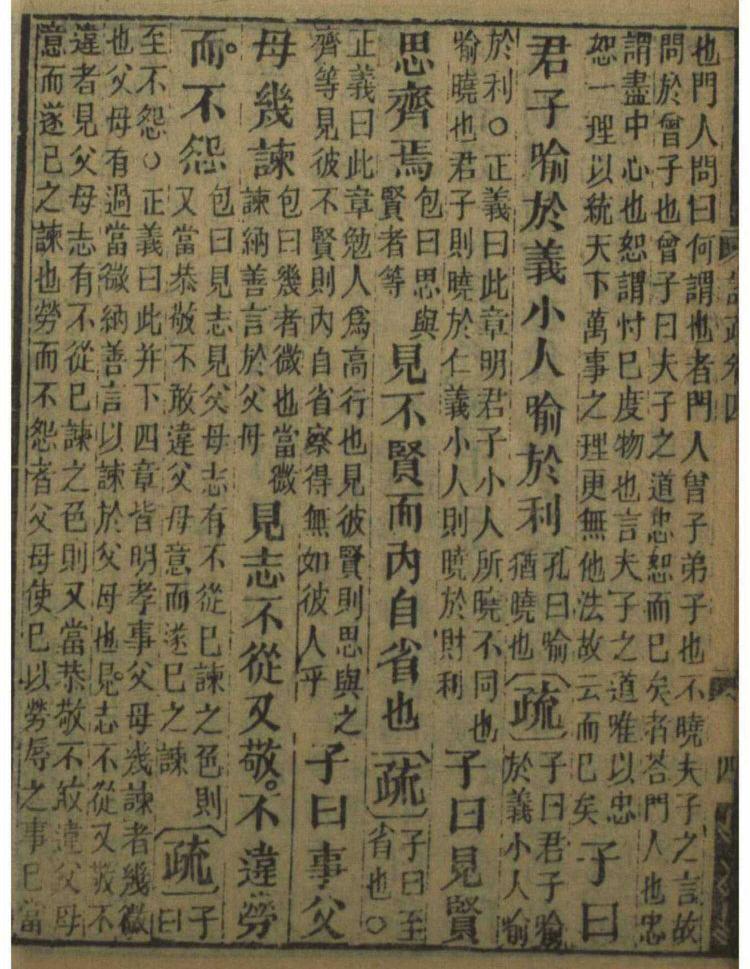 語疏卷四
四
也門人問曰何謂也者門人曾子弟子也不曉夫子之言故
問於曾子也曾子曰夫子之道忠恕而已矣者荅門人也忠
謂盡中心也恕謂忖已度物也言夫子之道唯以忠
恕一理以統天下萬事之理更無他法故云而已矣
子曰
君子喻於義小人喻於利
孔曰喻
猶曉也
〔疏〕
子曰君子喻
於義小人喻
於利○正義曰此章明君子小人所曉不同也
喻曉也君子則曉於仁義小人則曉於財利
子曰見賢
思齊焉
包曰思與
賢者等
見不賢而內自省也
〔疏〕
子曰至
省也○
正義曰此章勉人爲高行也見彼賢則思與之
齊等見彼不賢則內自省察得無如彼人乎
子曰事父
母幾諫
包曰幾者微也當微
諫納善言於父母
見志不從又敬。不違勞
而。不怨
包曰見志見父母志有不從已諫之色則
又當恭敬不敢違父母意而遂已之諫
〔疏〕
子
曰
至不怨○正義曰此并下四章皆明孝事父母幾諫者幾微
也父母有過當微納善言以諫於父母也見。志不從又敬不
違者見父母志有不從已諫之色則又當恭敬不敢違父母
意而遂已之諫也勞而不怨者父母使已以勞辱之事已當